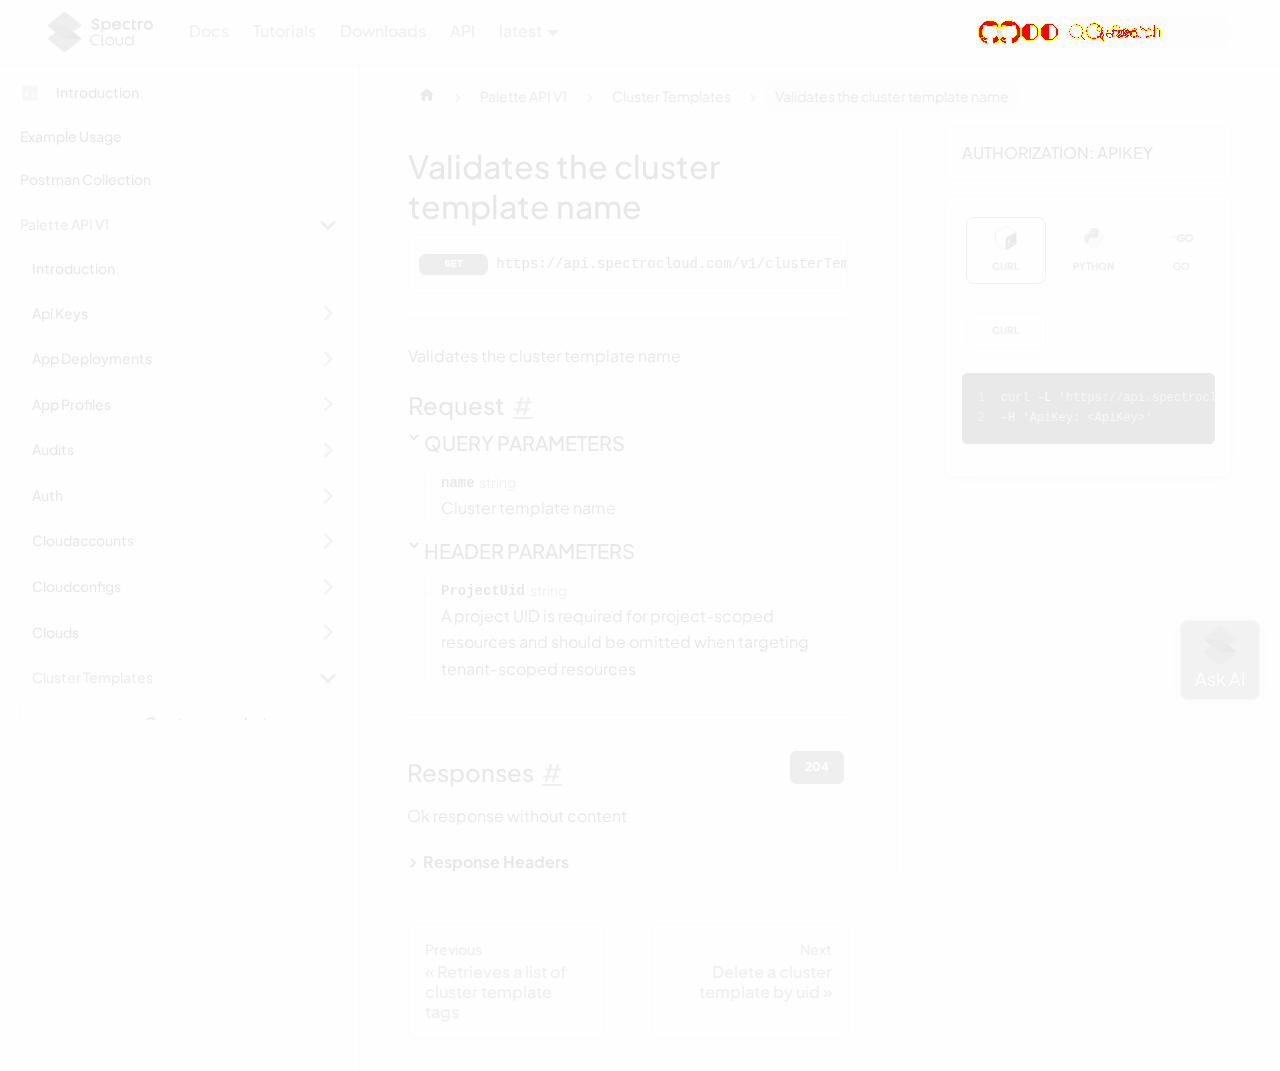 Spectro Cloud
Docs
Tutorials
Downloads
API
latest
Search
Introduction
Example Usage
Postman Collection
Palette API V1
Introduction
Api Keys
App Deployments
App Profiles
Audits
Auth
Cloudaccounts
Cloudconfigs
Clouds
Cluster Templates
Palette API V1
Cluster Templates
Validates the cluster template name
Validates the cluster
template name
GET https://api.spectrocloud.com/v1/clusterTem
Validates the cluster template name
Request #
QUERY PARAMETERS
name string
Cluster template name
HEADER PARAMETERS
ProjectUid string
A project UID is required for project-scoped
resources and should be omitted when targeting
tenant-scoped resources
Responses #
204
Ok response without content
Response Headers
Previous
« Retrieves a list of
cluster template
tags
Next
Delete a cluster
template by uid »
AUTHORIZATION: APIKEY
CURL
PYTHON
GO
GO
CURL
1 curl -L 'https://api.spectrocl
2 -H 'ApiKey: <ApiKey>'
Ask AI